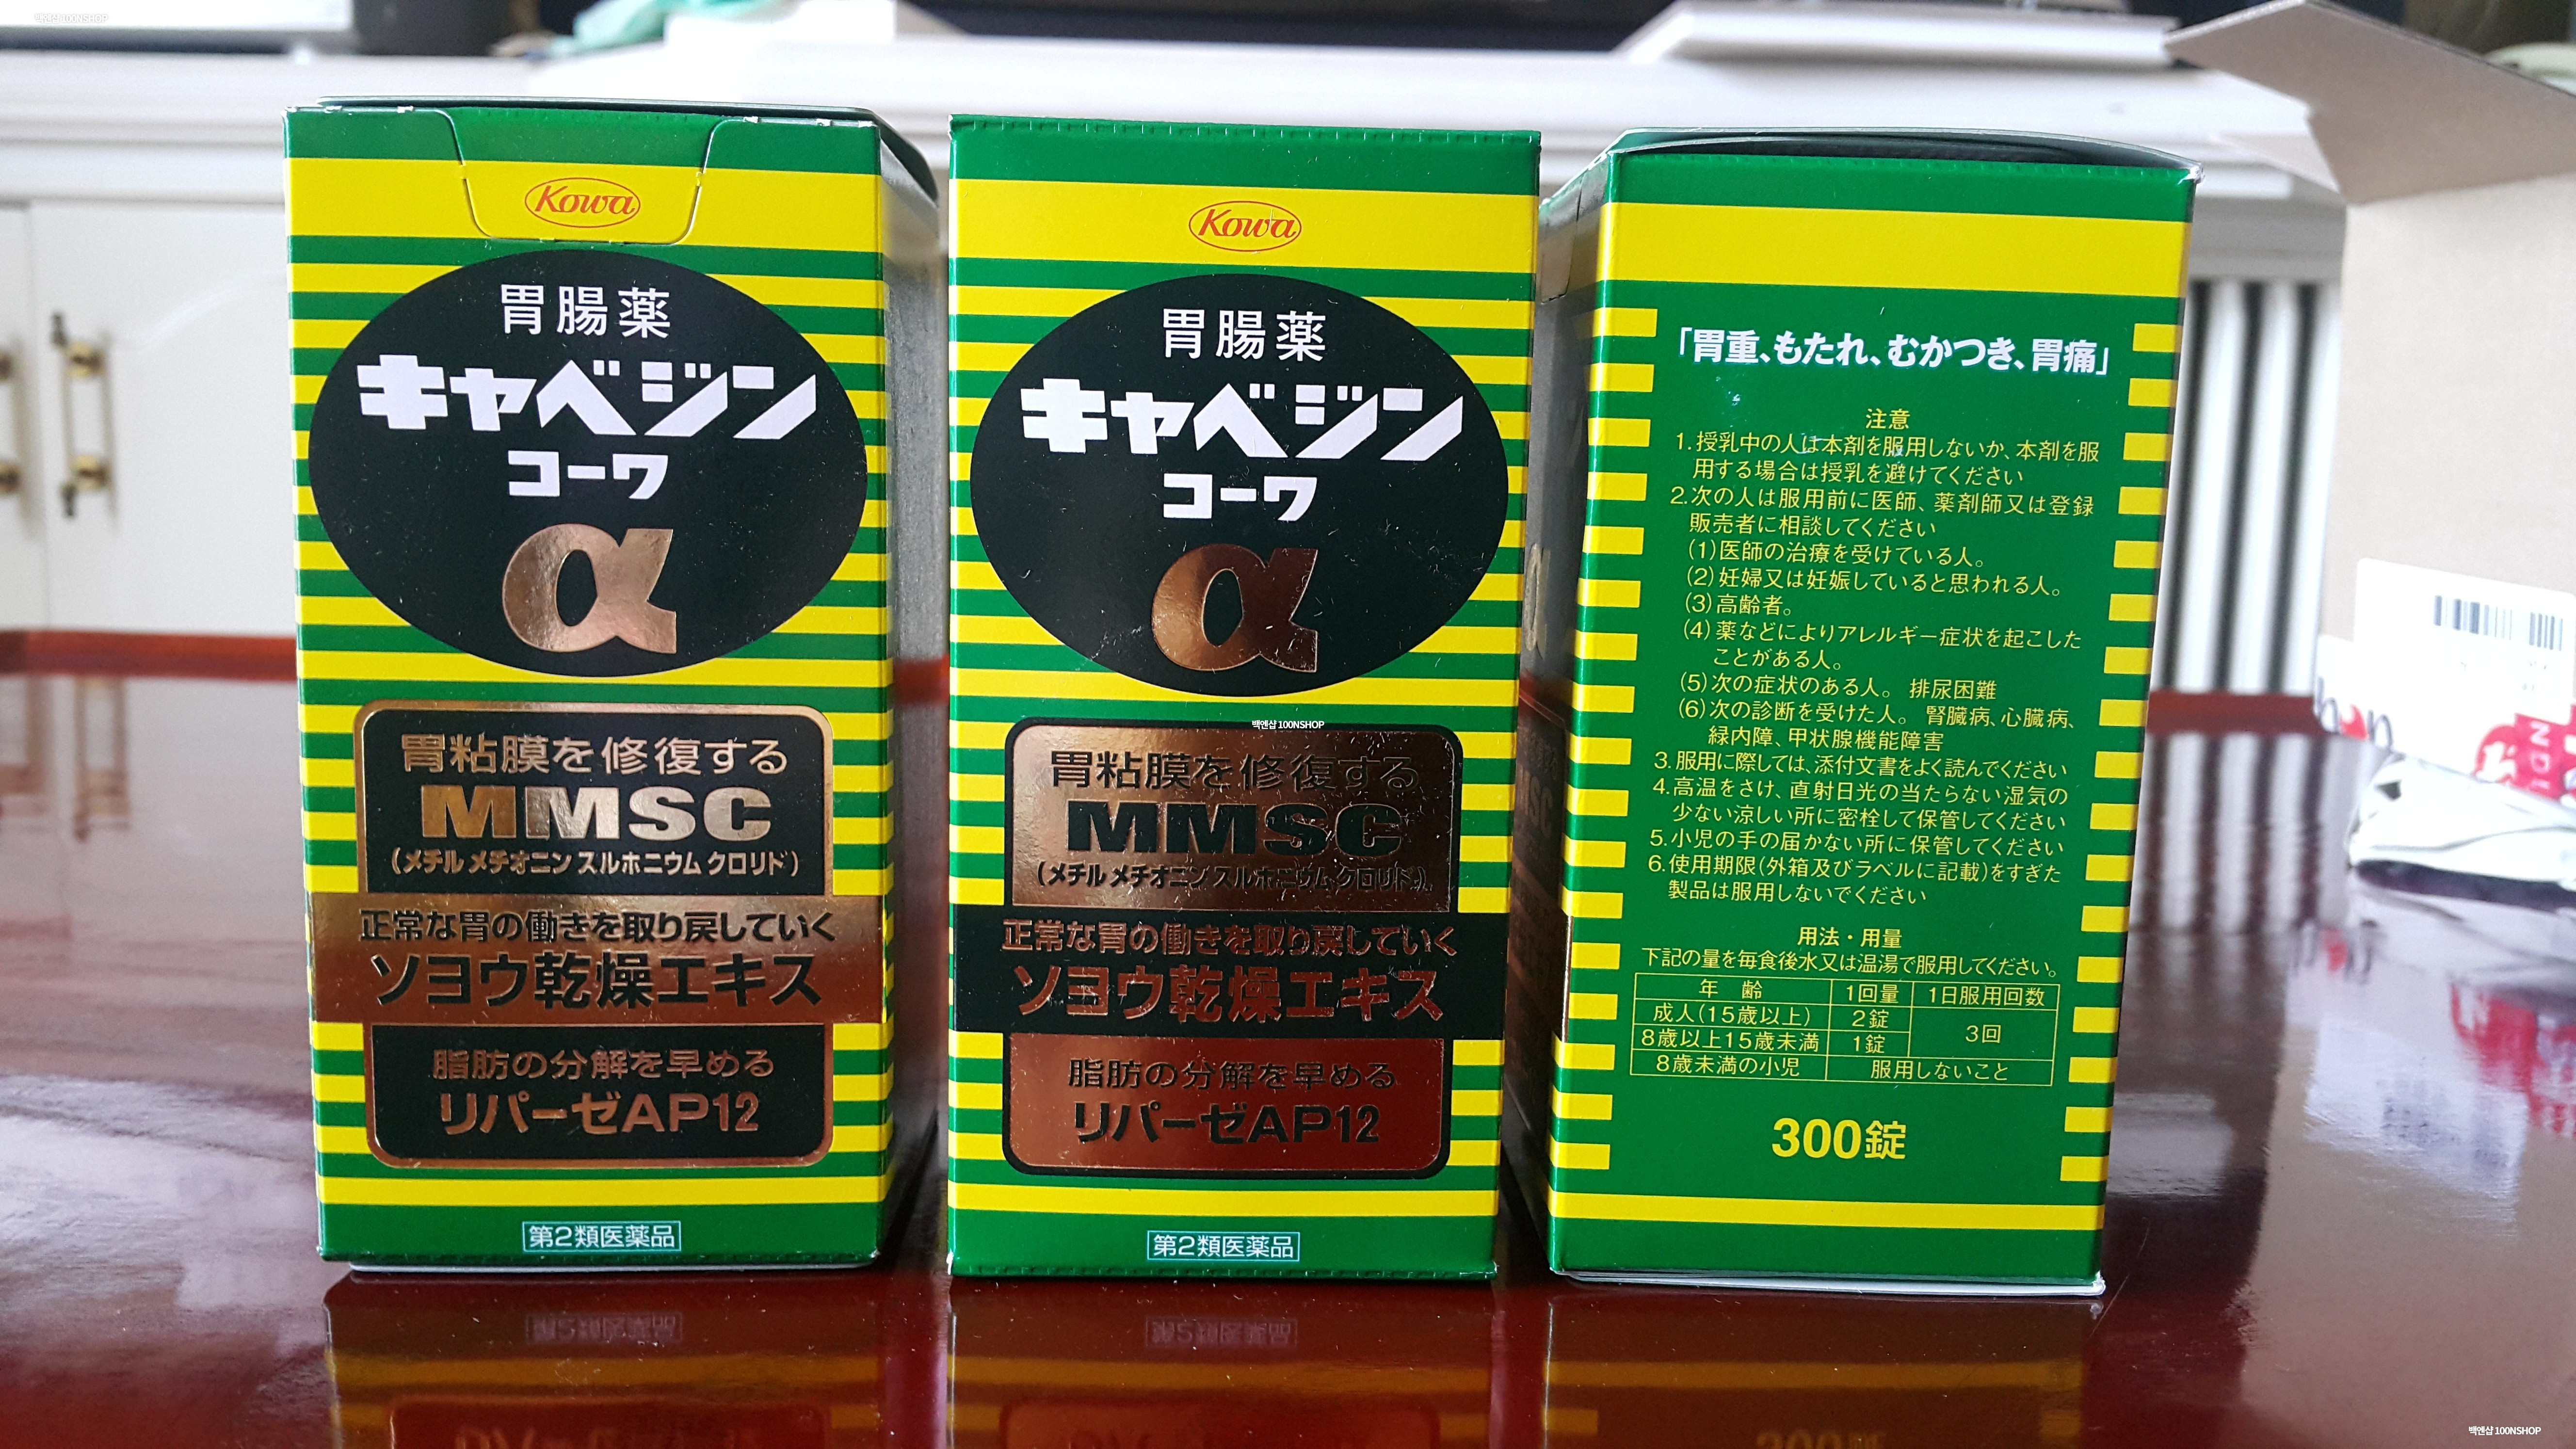 백엔샵 100NSHOP
Kowa
胃腸薬
キャベジン
コーワ
α
胃粘膜を修復する
MMSC
(メチル メチオニン スルホニウム クロリド)
正常な胃の働きを取り戻していく
ソヨウ乾燥エキス
脂肪の分解を早める
リパーゼAP12
第2類医薬品
Kowa
胃腸薬
キャベジン
コーワ
α
百엔샵 100NSHOP
胃粘膜を修復する
MMSC
(メチル メチオニン スルホニウム クロリド)
正常な胃の働きを取り戻していく
ソヨウ乾燥エキス
脂肪の分解を早める
リパーゼAP12
第2類医薬品
「胃重、もたれ、むかつき、胃痛」
注意
1.授乳中の人は本剤を服用しないか、本剤を服
用する場合は授乳を避けてください
2.次の人は服用前に医師、薬剤師又は登録
販売者に相談してください
(1)医師の治療を受けている人。
(2)妊婦又は妊娠していると思われる人。
(3)高齢者。
(4)薬などによりアレルギー症状を起こした
ことがある人。
(5)次の症状のある人。 排尿困難
(6)次の診断を受けた人。 腎臓病、心臓病、
緑内障、甲状腺機能障害
3.服用に際しては、添付文書をよく読んでください
4.高温をさけ、直射日光の当たらない湿気の
少ない涼しい所に密栓して保管してください
5.小児の手の届かない所に保管してください
6.使用期限(外箱及びラベルに記載)をすぎた
製品は服用しないでください
用法・用量
下記の量を毎食後水又は温湯で服用してください。
年 齢 1回量 1日服用回数
成人(15歳以上) 2錠 3回
8歳以上15歳未満 1錠
8歳未満の小児 服用しないこと
300錠
백엔샵 100NSHOP